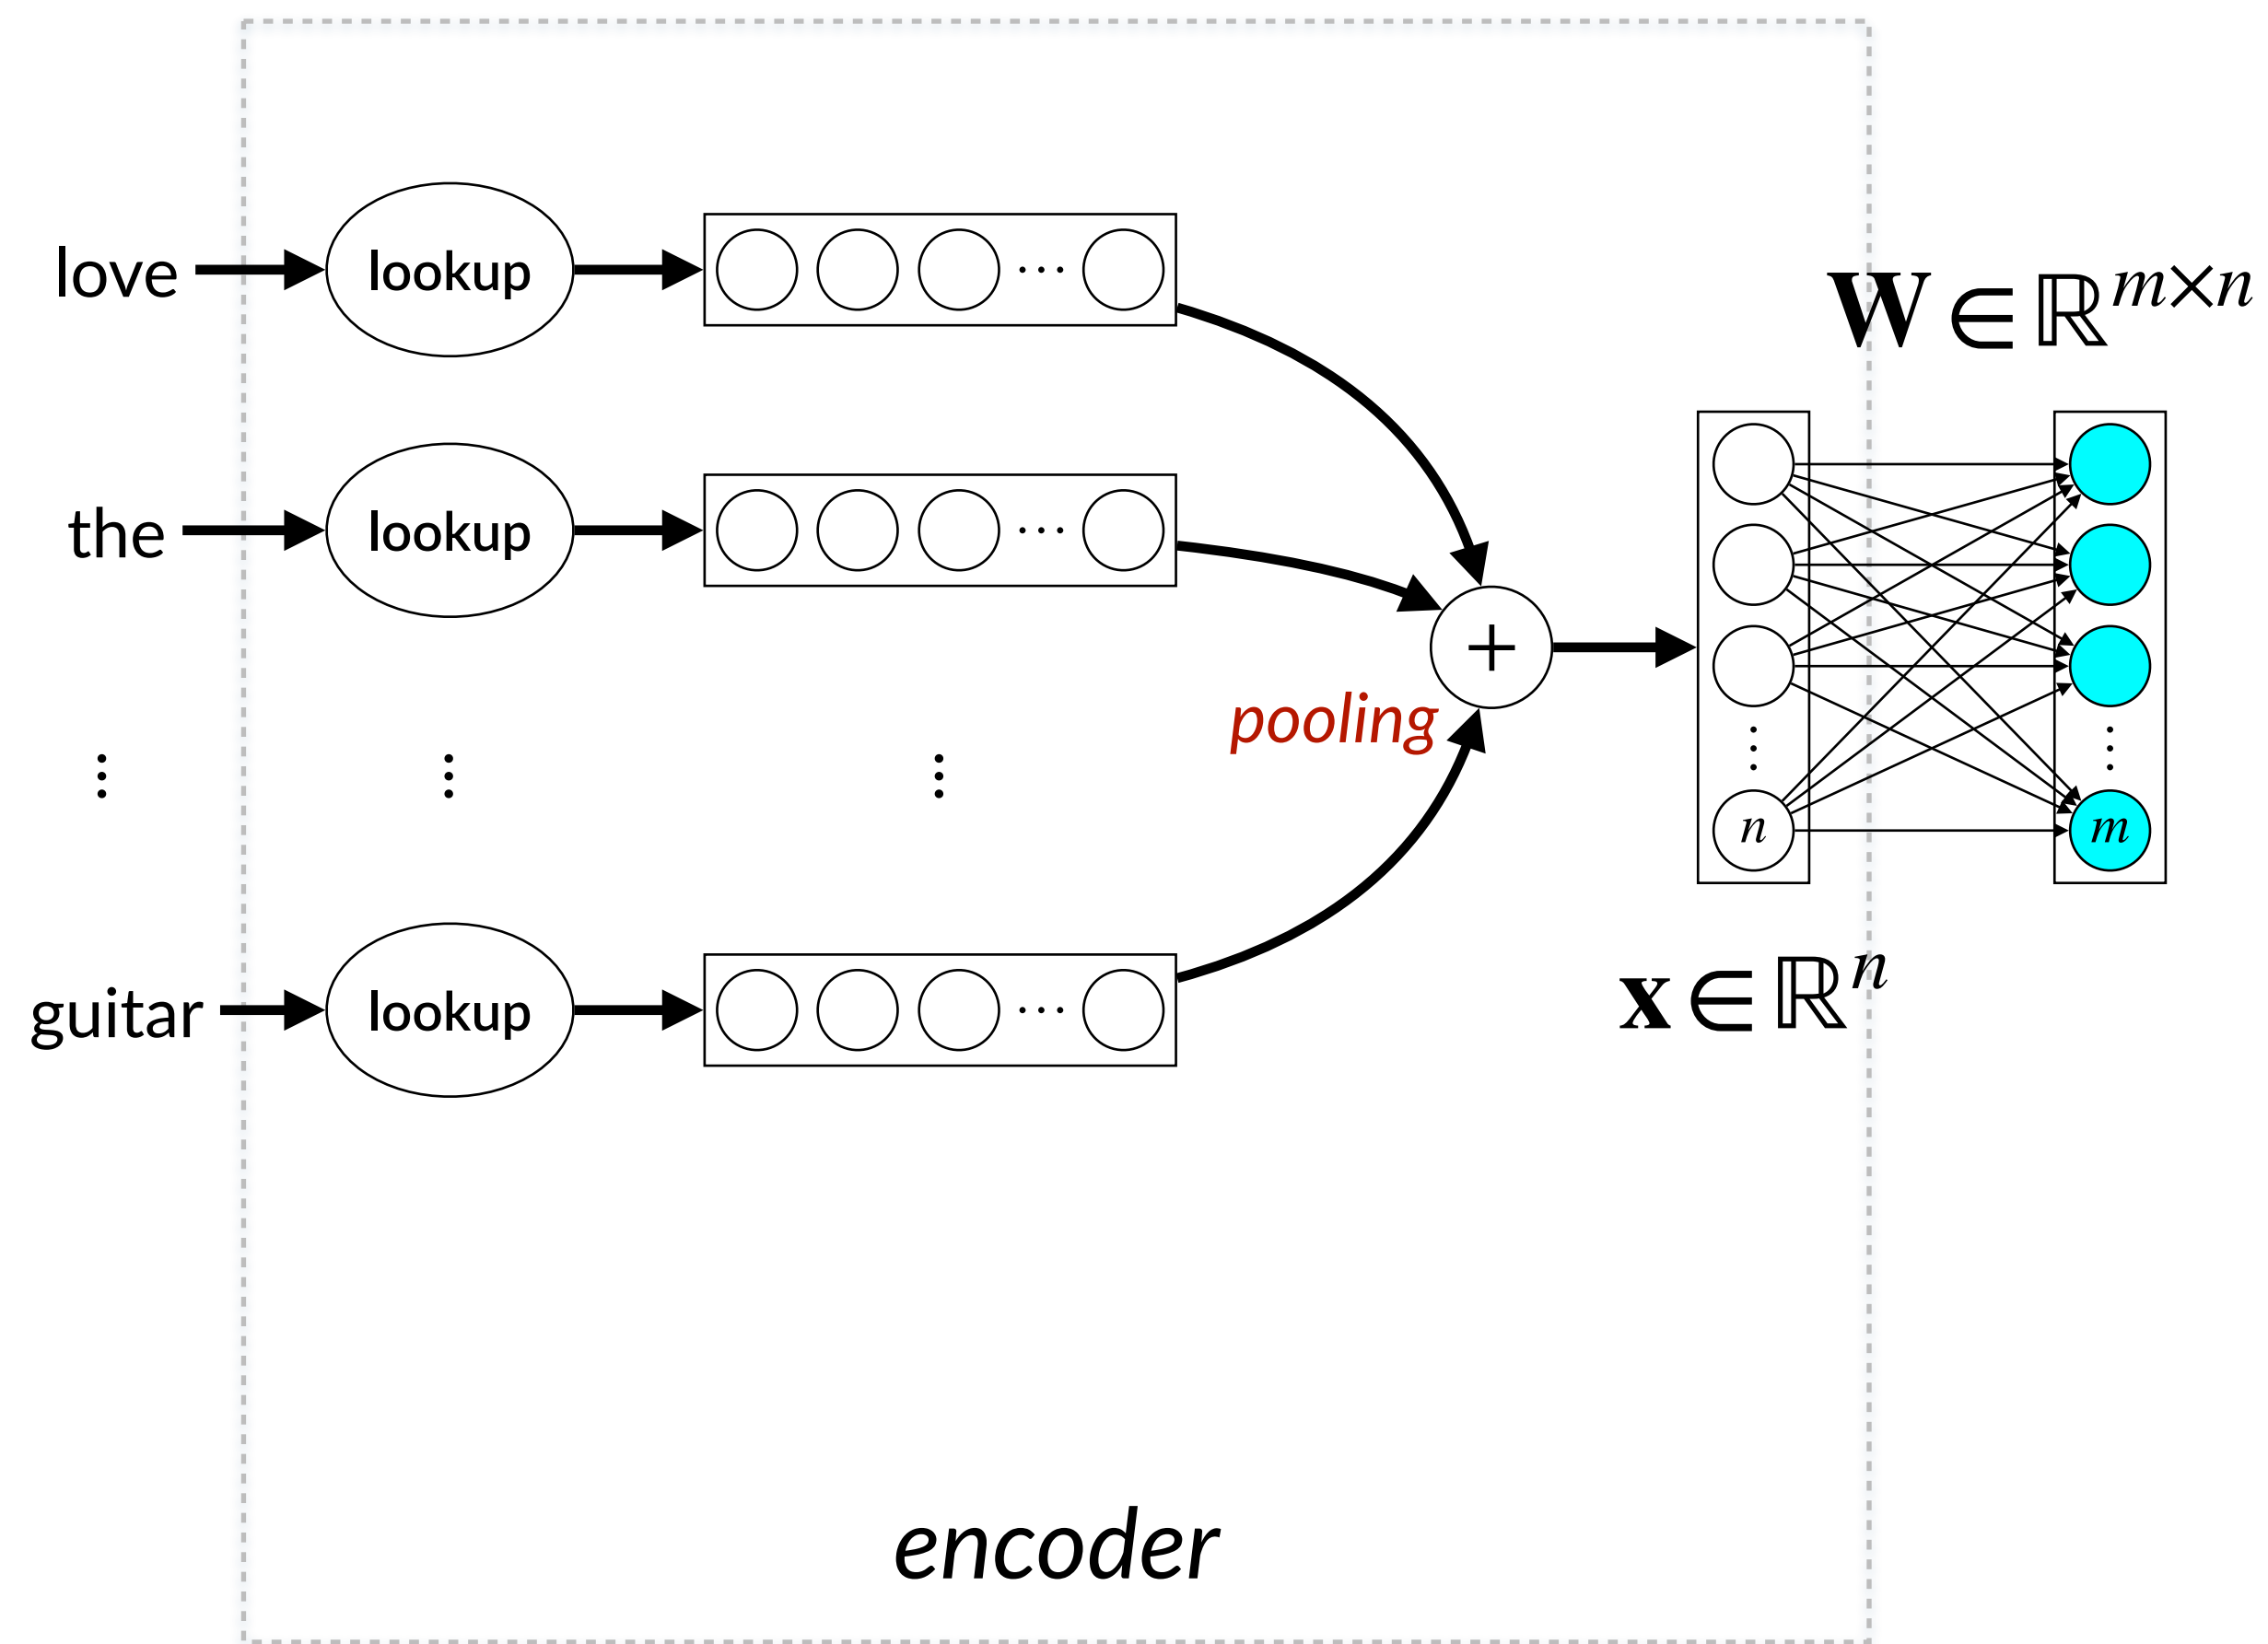 love
lookup
···
W ∈ ℝ^{m×n}
the
lookup
···
+
pooling
⋮
⋮
⋮
⋮
⋮
n
m
x ∈ ℝ^n
guitar
lookup
···
encoder